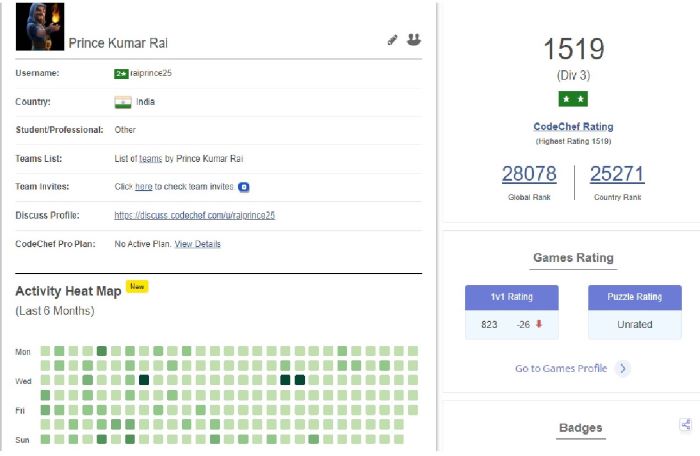 Prince Kumar Rai
Username: 2★ raiprince25
Country: India
Student/Professional: Other
Teams List: List of teams by Prince Kumar Rai
Team Invites: Click here to check team invites: 0
Discuss Profile: https://discuss.codechef.com/u/raiprince25
CodeChef Pro Plan: No Active Plan. View Details
Activity Heat Map New
(Last 6 Months)
Mon
Wed
Fri
Sun
1519
(Div 3)
★ ★
CodeChef Rating
(Highest Rating 1519)
28078 25271
Global Rank Country Rank
Games Rating
1v1 Rating Puzzle Rating
823 -26 Unrated
Go to Games Profile
Badges